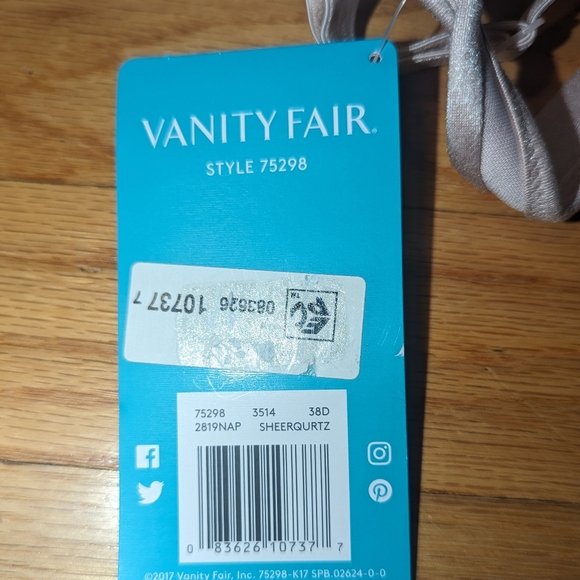 VANITY FAIR®
STYLE 75298
083626 10737 7
75298 3514 38D
2819NAP SHEERQURTZ
0 83626 10737 7
©2017 Vanity Fair, Inc. 75298-K17 SPB.02624-0-0